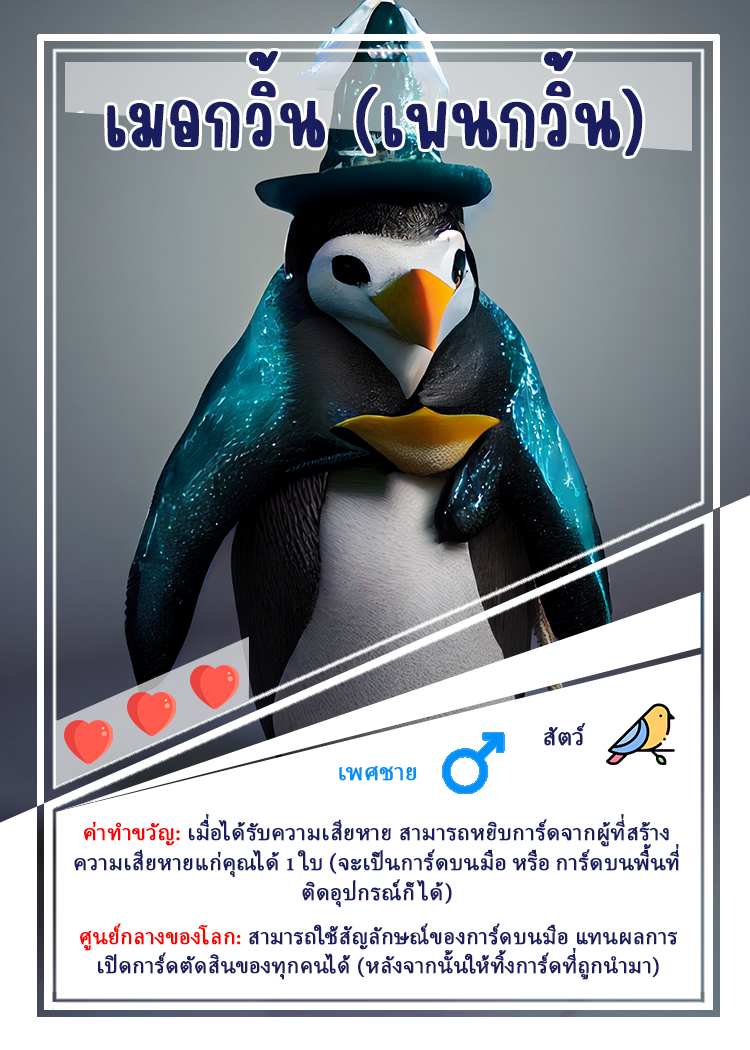 เมอกวิ้น (เพนกวิ้น)
สัตว์
เพศชาย
ค่าทำขวัญ: เมื่อได้รับความเสียหาย สามารถหยิบการ์ดจากผู้ที่สร้าง
ความเสียหายแก่คุณได้ 1 ใบ (จะเป็นการ์ดบนมือ หรือ การ์ดบนพื้นที่
ติดอุปกรณ์ก็ได้)
ศูนย์กลางของโลก: สามารถใช้สัญลักษณ์ของการ์ดบนมือ แทนผลการ
เปิดการ์ดตัดสินของทุกคนได้ (หลังจากนั้นให้ทิ้งการ์ดที่ถูกนำมา)